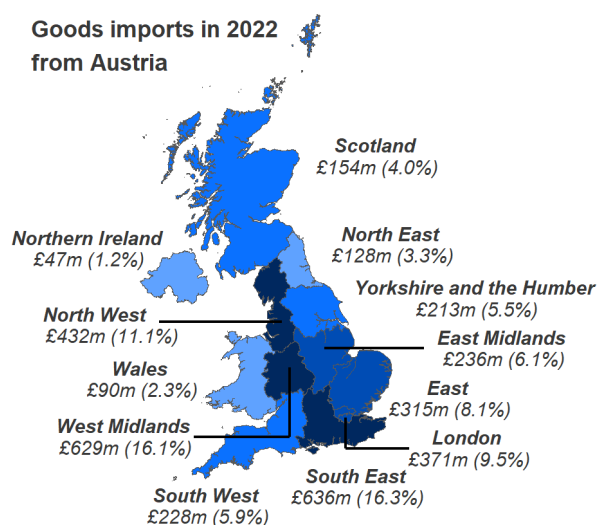 Goods imports in 2022
from Austria
Scotland
£154m (4.0%)
Northern Ireland
£47m (1.2%)
North East
£128m (3.3%)
Yorkshire and the Humber
£213m (5.5%)
North West
£432m (11.1%)
East Midlands
£236m (6.1%)
Wales
£90m (2.3%)
East
£315m (8.1%)
West Midlands
£629m (16.1%)
London
£371m (9.5%)
South East
£636m (16.3%)
South West
£228m (5.9%)